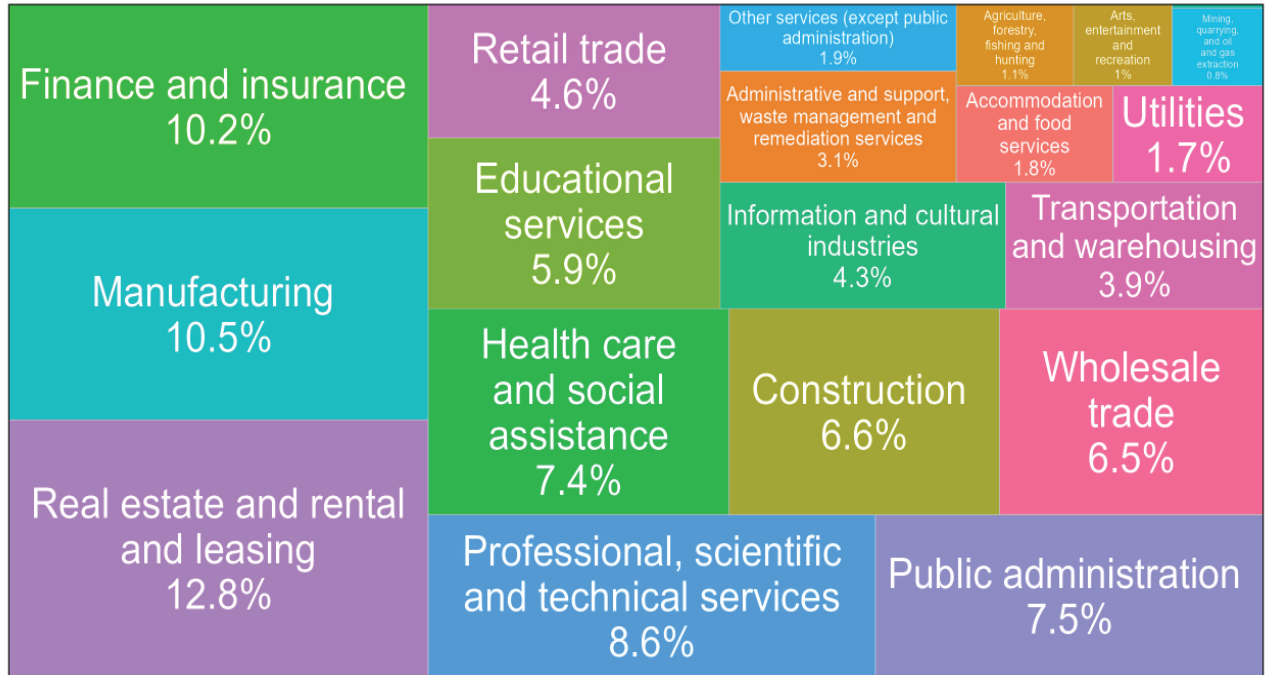 Finance and insurance
10.2%
Manufacturing
10.5%
Real estate and rental
and leasing
12.8%
Retail trade
4.6%
Educational
services
5.9%
Health care
and social
assistance
7.4%
Professional, scientific
and technical services
8.6%
Other services (except public
administration)
1.9%
Administrative and support,
waste management and
remediation services
3.1%
Information and cultural
industries
4.3%
Construction
6.6%
Agriculture,
forestry,
fishing and
hunting
1.1%
Arts,
entertainment
and
recreation
1%
Mining,
quarrying,
and oil
and gas
extraction
0.8%
Accommodation
and food
services
1.8%
Utilities
1.7%
Transportation
and warehousing
3.9%
Wholesale
trade
6.5%
Public administration
7.5%